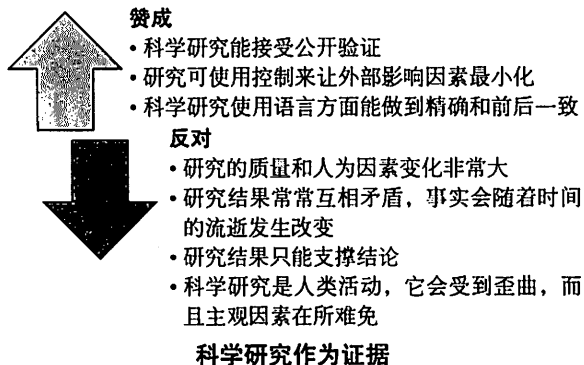 赞成
•科学研究能接受公开验证
•研究可使用控制来让外部影响因素最小化
•科学研究使用语言方面能做到精确和前后一致
反对
•研究的质量和人为因素变化非常大
•研究结果常常互相矛盾，事实会随着时间
的流逝发生改变
•研究结果只能支撑结论
•科学研究是人类活动，它会受到歪曲，而
且主观因素在所难免
科学研究作为证据